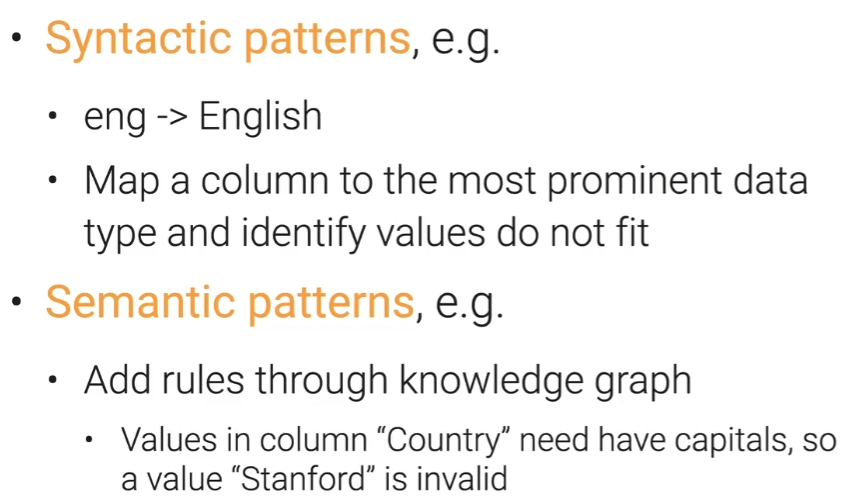 • Syntactic patterns, e.g.
• eng -> English
• Map a column to the most prominent data
type and identify values do not fit
• Semantic patterns, e.g.
• Add rules through knowledge graph
• Values in column “Country” need have capitals, so
a value “Stanford” is invalid